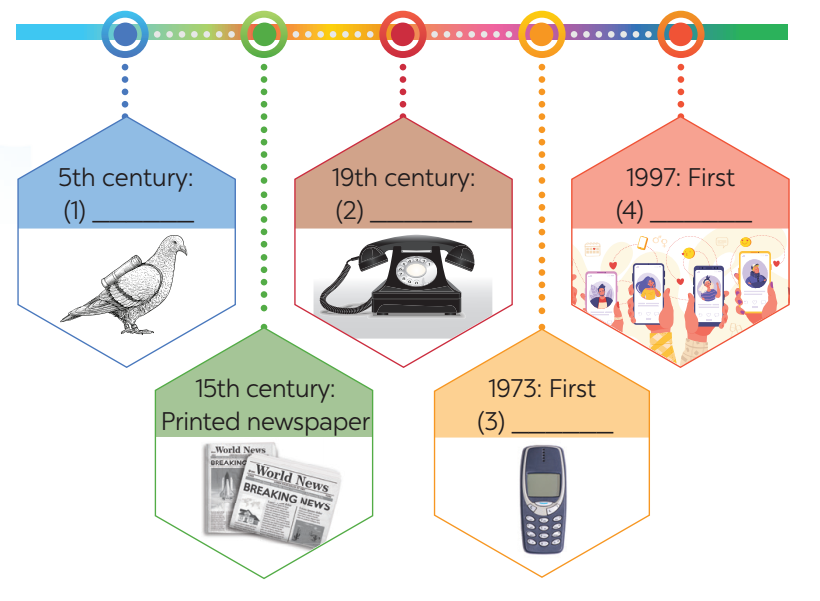 5th century:
(1) ________
19th century:
(2) ________
1997: First
(4) ________
15th century:
Printed newspaper
World News
BREAKING
World News
BREAKING NEWS
1973: First
(3) ________